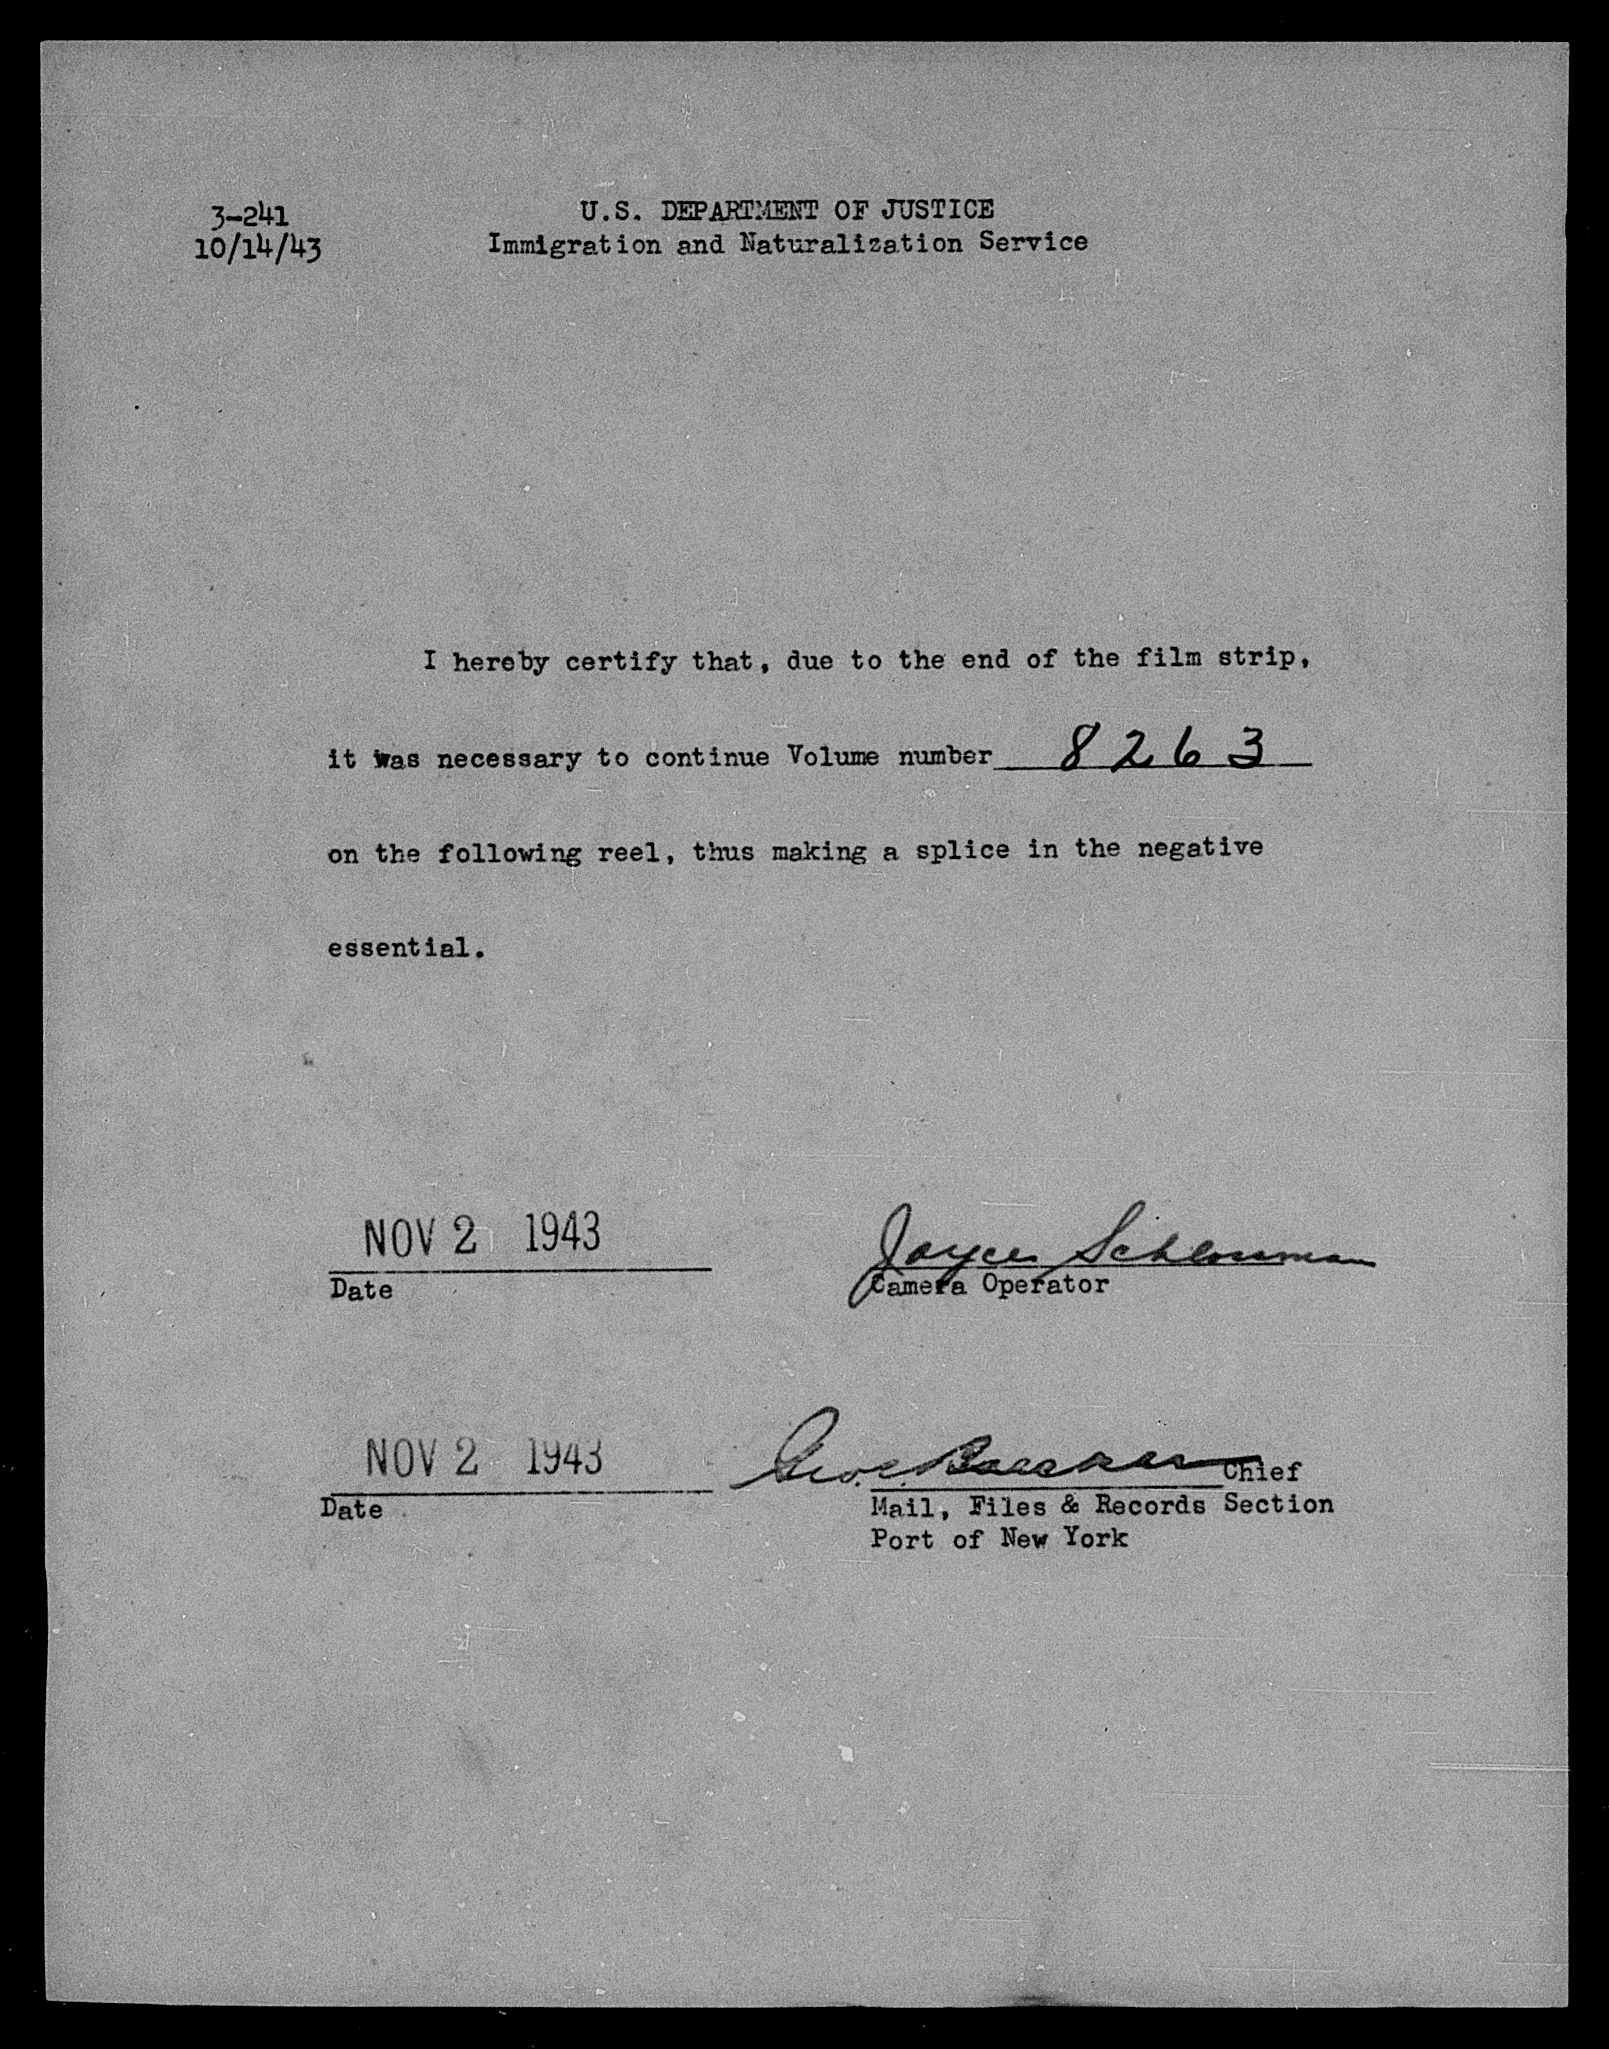 3-241
10/14/43
U.S. DEPARTMENT OF JUSTICE
Immigration and Naturalization Service
I hereby certify that, due to the end of the film strip,
it was necessary to continue Volume number 8263
on the following reel, thus making a splice in the negative
essential.
NOV 2 1943
Date
Joyce
Camera Operator
NOV 2 1943
Date
Geo.
Chief
Mail, Files & Records Section
Port of New York